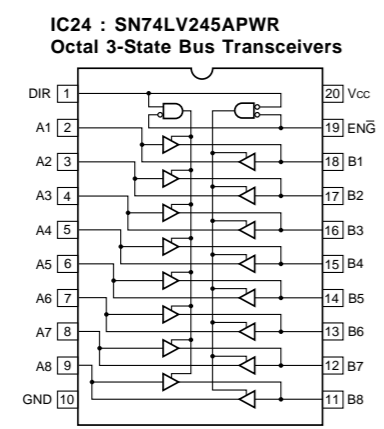 IC24 : SN74LV245APWR
Octal 3-State Bus Transceivers
DIR 1 20 Vcc
A1 2 19 ENG̅
A2 3 18 B1
A3 4 17 B2
A4 5 16 B3
A5 6 15 B4
A6 7 14 B5
A7 8 13 B6
A8 9 12 B7
GND 10 11 B8